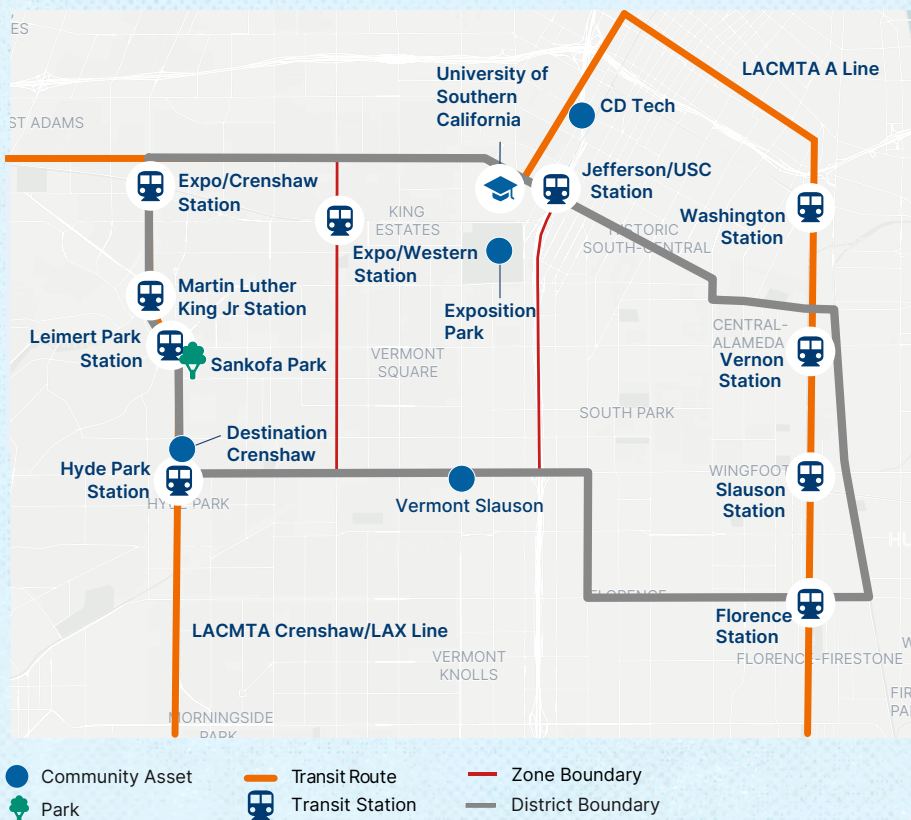 ES
University of
Southern
California
LACMTA A Line
CD Tech
ST ADAMS
Expo/Crenshaw
Station
Jefferson/USC
Station
KING
ESTATES
Washington
Station
HISTORIC
SOUTH-CENTRAL
Expo/Western
Station
Martin Luther
King Jr Station
Exposition
Park
Leimert Park
Station
Sankofa Park
VERMONT
SQUARE
CENTRAL-
ALAMEDA
Vernon
Station
SOUTH PARK
Destination
Crenshaw
Hyde Park
Station
HYDE PARK
Vermont Slauson
WINGFOOT
Slauson
Station
HU
FLORENCE
Florence
Station
LACMTA Crenshaw/LAX Line
VERMONT
KNOLLS
FLORENCE-FIRESTONE
W
FIR
PA
MORNINGSIDE
PARK
Community Asset
Transit Route
Zone Boundary
Park
Transit Station
District Boundary